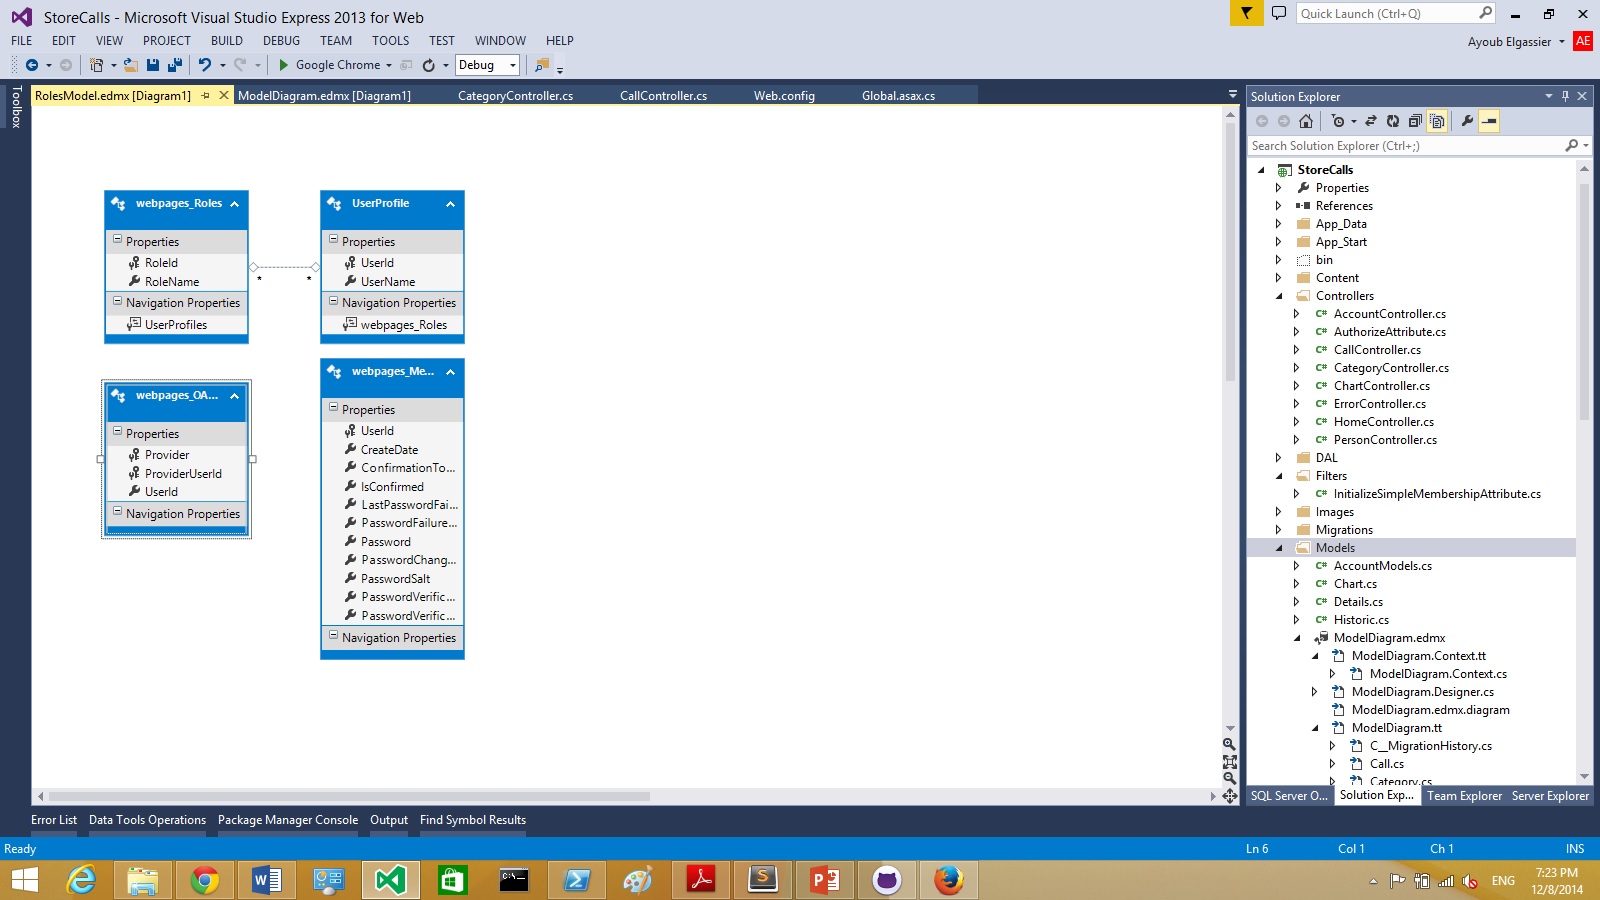 StoreCalls - Microsoft Visual Studio Express 2013 for Web
Quick Launch (Ctrl+Q)
FILE EDIT VIEW PROJECT BUILD DEBUG TEAM TOOLS TEST WINDOW HELP
Ayoub Elgassier AE
Google Chrome Debug
Toolbox
RolesModel.edmx [Diagram1] ModelDiagram.edmx [Diagram1] CategoryController.cs CallController.cs Web.config Global.asax.cs
webpages_Roles
Properties
RoleId
RoleName
Navigation Properties
UserProfiles
* *
UserProfile
Properties
UserId
UserName
Navigation Properties
webpages_Roles
webpages_OA...
Properties
Provider
ProviderUserId
UserId
Navigation Properties
webpages_Me...
Properties
UserId
CreateDate
ConfirmationTo...
IsConfirmed
LastPasswordFai...
PasswordFailure...
Password
PasswordChang...
PasswordSalt
PasswordVerific...
PasswordVerific...
Navigation Properties
Solution Explorer
Search Solution Explorer (Ctrl+;)
StoreCalls
Properties
References
App_Data
App_Start
bin
Content
Controllers
C# AccountController.cs
C# AuthorizeAttribute.cs
C# CallController.cs
C# CategoryController.cs
C# ChartController.cs
C# ErrorController.cs
C# HomeController.cs
C# PersonController.cs
DAL
Filters
C# InitializeSimpleMembershipAttribute.cs
Images
Migrations
Models
C# AccountModels.cs
C# Chart.cs
C# Details.cs
C# Historic.cs
ModelDiagram.edmx
ModelDiagram.Context.tt
ModelDiagram.Context.cs
ModelDiagram.Designer.cs
ModelDiagram.edmx.diagram
ModelDiagram.tt
C__MigrationHistory.cs
Call.cs
Category.cs
SQL Server O... Solution Exp... Team Explorer Server Explorer
Error List Data Tools Operations Package Manager Console Output Find Symbol Results
Ready Ln 6 Col 1 Ch 1 INS
ENG
7:23 PM
12/8/2014